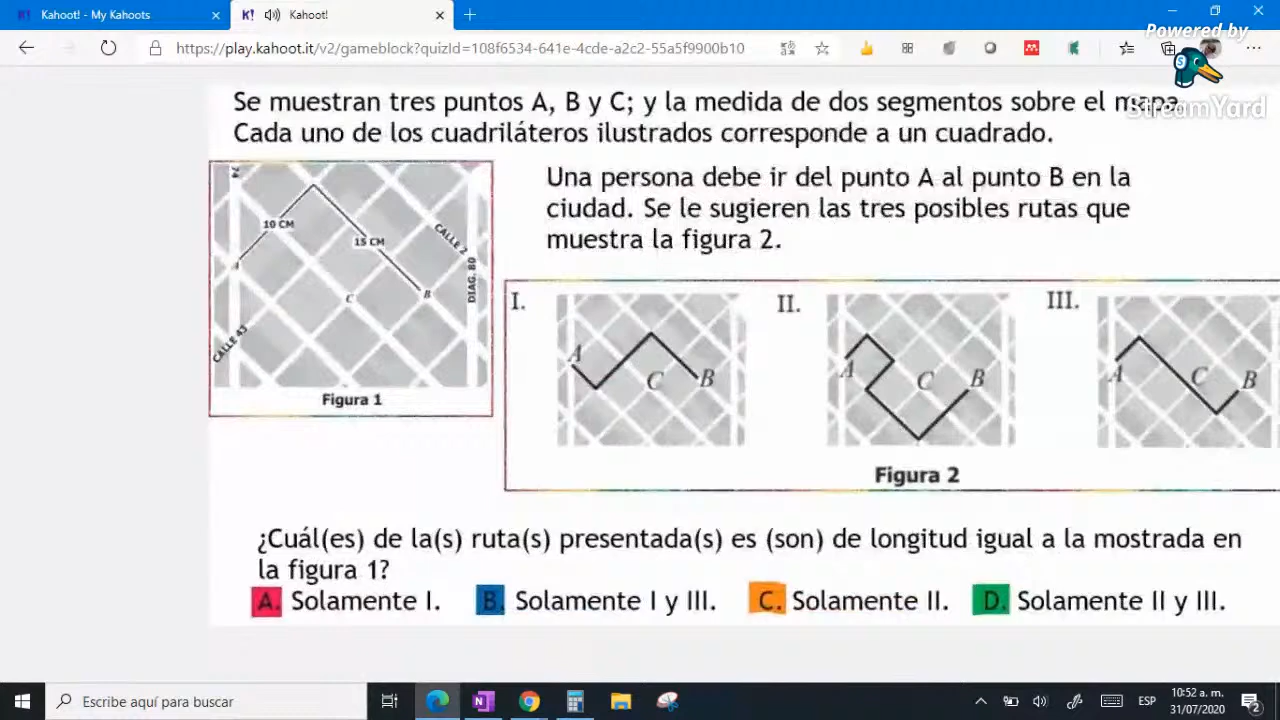 Kahoot! - My Kahoots
Kahoot!
https://play.kahoot.it/v2/gameblock?quizId=108f6534-641e-4cde-a2c2-55a5f9900b10
Powered by
StreamYard
Se muestran tres puntos A, B y C; y la medida de dos segmentos sobre el mapa.
Cada uno de los cuadriláteros ilustrados corresponde a un cuadrado.
10 CM
15 CM
CALLE 2
DIAG. 80
CALLE 43
A
C
B
Figura 1
Una persona debe ir del punto A al punto B en la
ciudad. Se le sugieren las tres posibles rutas que
muestra la figura 2.
I.
A
C
B
II.
A
C
B
III.
A
C
B
Figura 2
¿Cuál(es) de la(s) ruta(s) presentada(s) es (son) de longitud igual a la mostrada en
la figura 1?
A. Solamente I.
B. Solamente I y III.
C. Solamente II.
D. Solamente II y III.
Escribe aquí para buscar
ESP
10:52 a. m.
31/07/2020
2